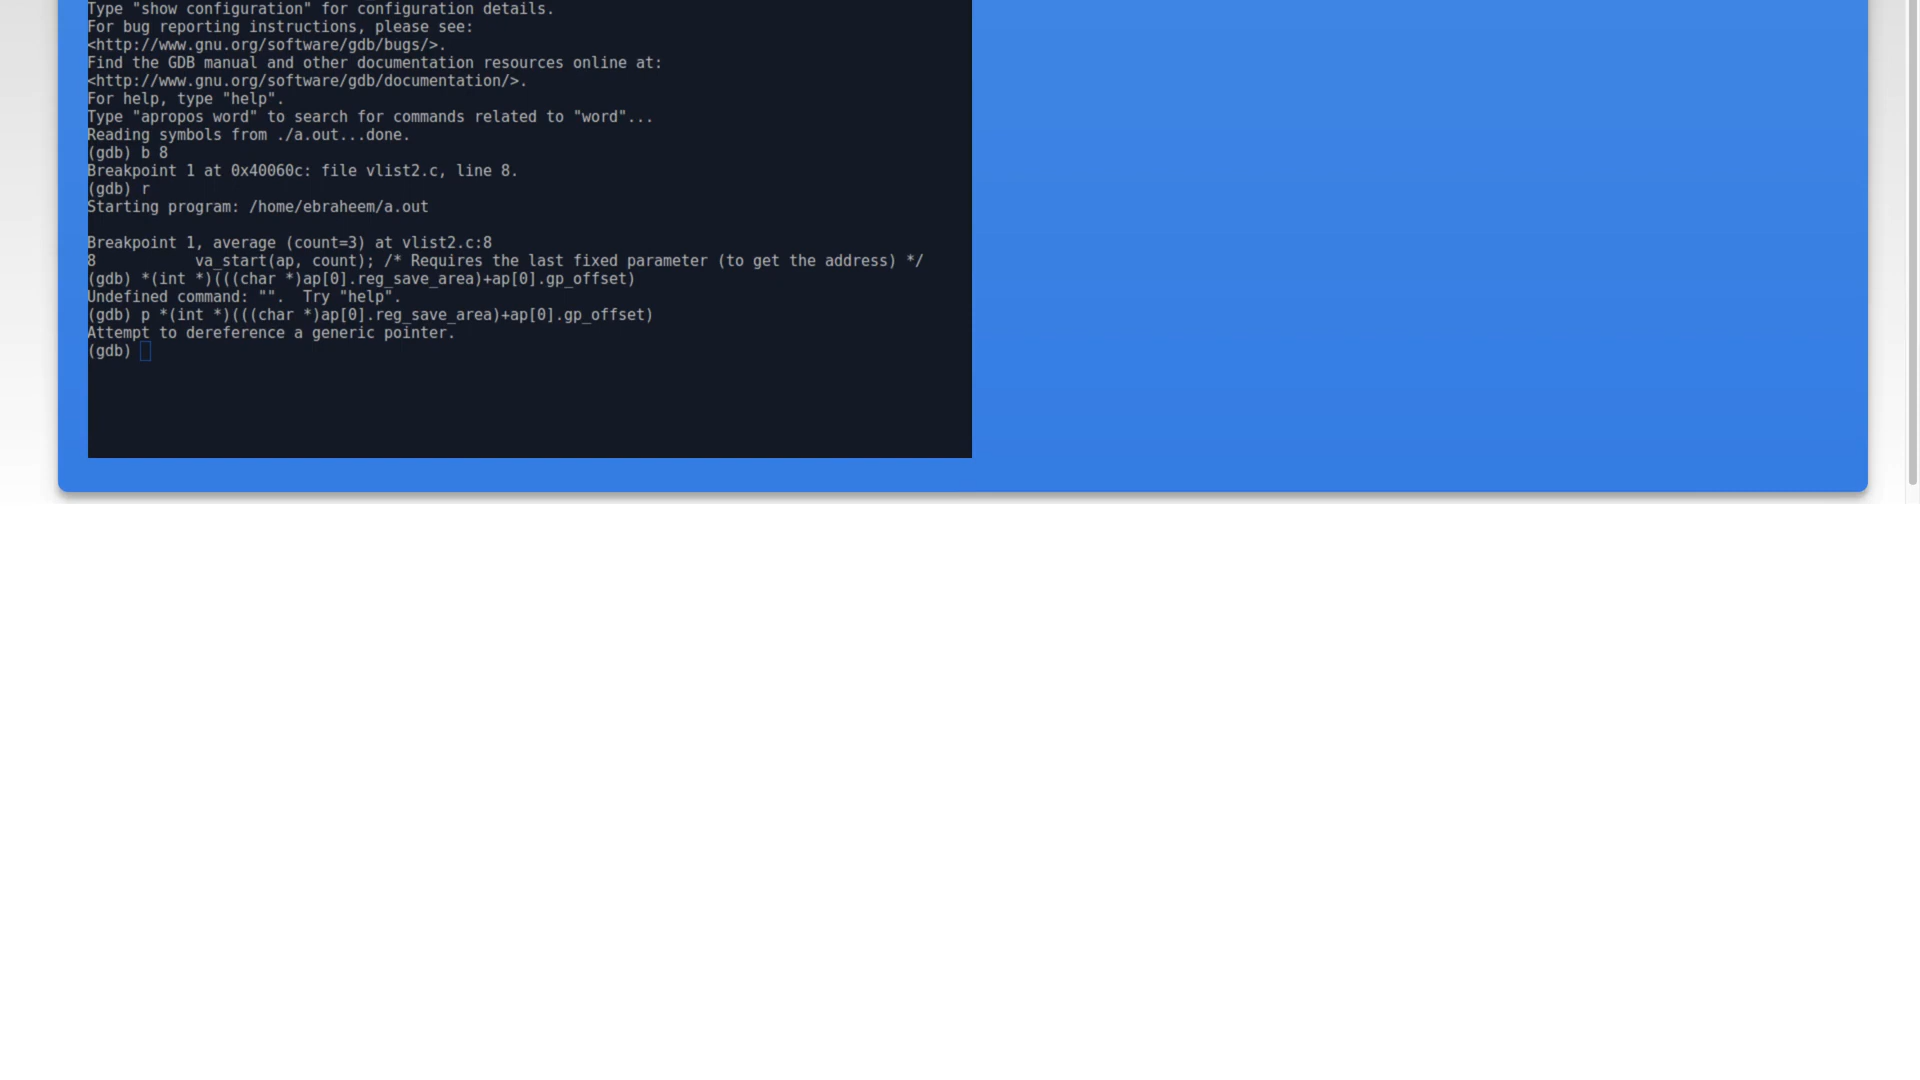 Type "show configuration" for configuration details.
For bug reporting instructions, please see:
<http://www.gnu.org/software/gdb/bugs/>.
Find the GDB manual and other documentation resources online at:
<http://www.gnu.org/software/gdb/documentation/>.
For help, type "help".
Type "apropos word" to search for commands related to "word"...
Reading symbols from ./a.out...done.
(gdb) b 8
Breakpoint 1 at 0x40060c: file vlist2.c, line 8.
(gdb) r
Starting program: /home/ebraheem/a.out
Breakpoint 1, average (count=3) at vlist2.c:8
8           va_start(ap, count); /* Requires the last fixed parameter (to get the address) */
(gdb) *(int *)(((char *)ap[0].reg_save_area)+ap[0].gp_offset)
Undefined command: "".  Try "help".
(gdb) p *(int *)(((char *)ap[0].reg_save_area)+ap[0].gp_offset)
Attempt to dereference a generic pointer.
(gdb)